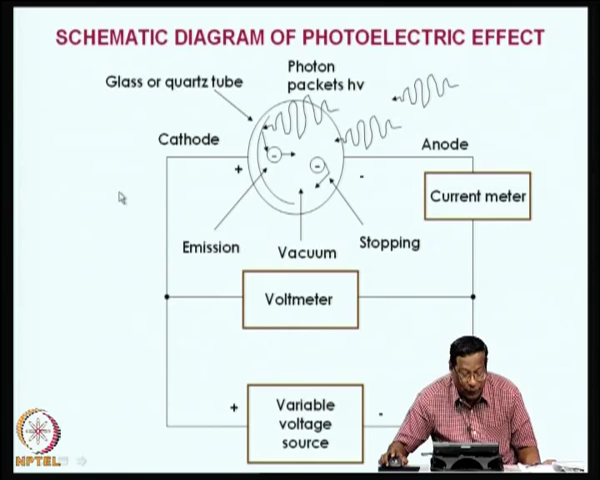 SCHEMATIC DIAGRAM OF PHOTOELECTRIC EFFECT
Photon
packets hv
Glass or quartz tube
Cathode
Anode
+
-
-
-
Current meter
Emission
Vacuum
Stopping
Voltmeter
+
-
Variable
voltage
source
NPTEL